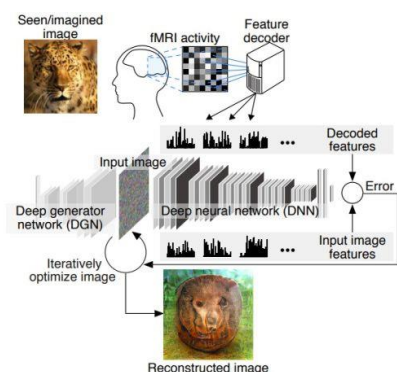 Seen/imagined
image
fMRI activity
Feature
decoder
Decoded
features
Input image
Deep generator
network (DGN)
Deep neural network (DNN)
Error
Input image
features
Iteratively
optimize image
Reconstructed image